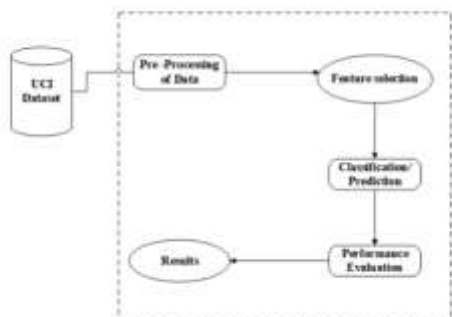 UCI
Dataset
Pre -Processing
of Data
Feature selection
Classification/
Prediction
Performance
Evaluation
Results